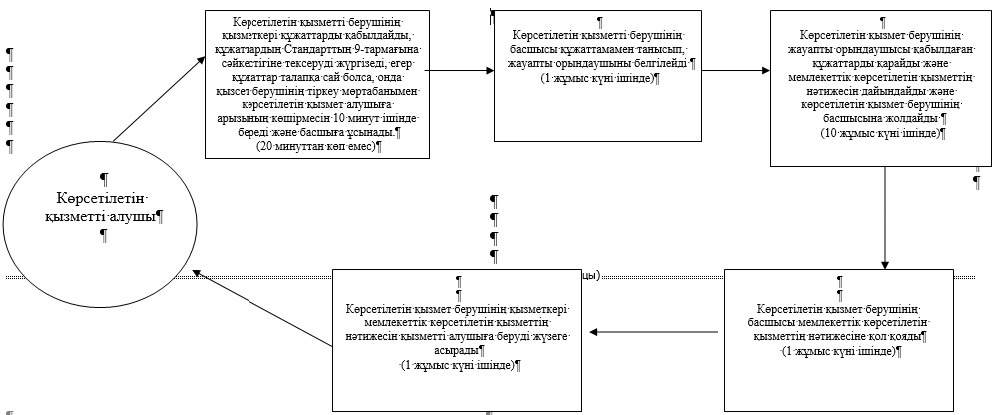 Көрсетілетін қызметті берушінің
қызмэткері құжаттарды қабылдайды,
құжаттардың Стандарттың 9-тармағына
сәйкестігіне тексеруді жүргізеді, егер
құжаттар талапқа сай болса, онда
берушінің тіркеу мөртабанымен
көрсетілетін қызмет алушыға
арызының көшірмесін 10 минут ішінде
береді және басшыға ұсынады.¶
(20 минуттан көп емес)¶
¶
Көрсетілетін қызметті берушінің
басшысы құжаттамамен танысып,
жауапты орындаушыны белгілейді.¶
(1 жұмыс күні ішінде)¶
¶
Көрсетілетін қызмет берушінің
жауапты орындаушысы қабылдаған
құжаттарды қарайды және
мемлекеттік көрсетілетін қызметтің
нәтижесін дайындайды және
көрсетілетін қызмет берушінің
басшысына жолдайды.¶
(10 жұмыс күні ішінде)¶
¶
Көрсетілетін
қызметті алушы¶
¶
цы)
¶
¶
Көрсетілетін қызмет берушінің қызметкері
мемлекеттік көрсетілетін қызметтің
нәтижесін қызметті алушыға беруді жүзеге
асырады¶
(1 жұмыс күні ішінде)¶
¶
¶
Көрсетілетін қызмет берушінің
басшысы мемлекеттік көрсетілетін
қызметтің нәтижесіне қол қояды¶
(1 жұмыс күні ішінде)¶